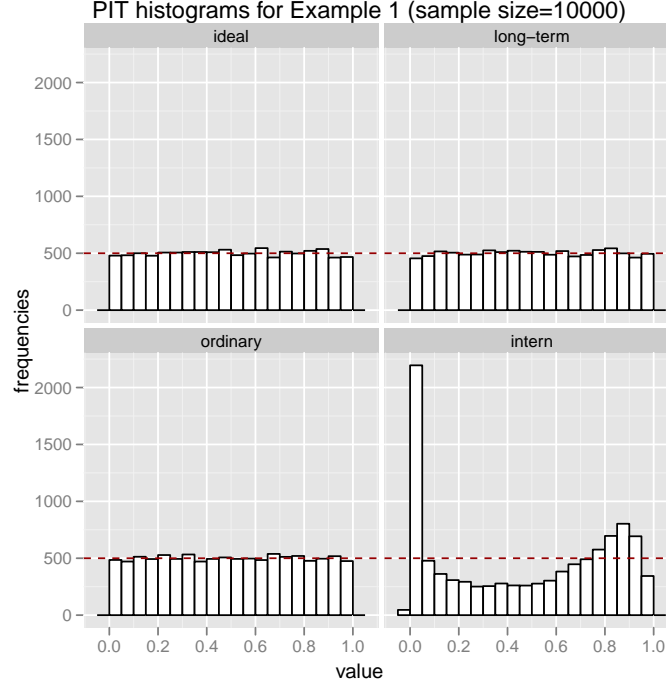 PIT histograms for Example 1 (sample size=10000)
ideal
long−term
2000
1500
1000
500
0
ordinary
intern
2000
1500
1000
500
0
frequencies
0.0 0.2 0.4 0.6 0.8 1.0
0.0 0.2 0.4 0.6 0.8 1.0
value